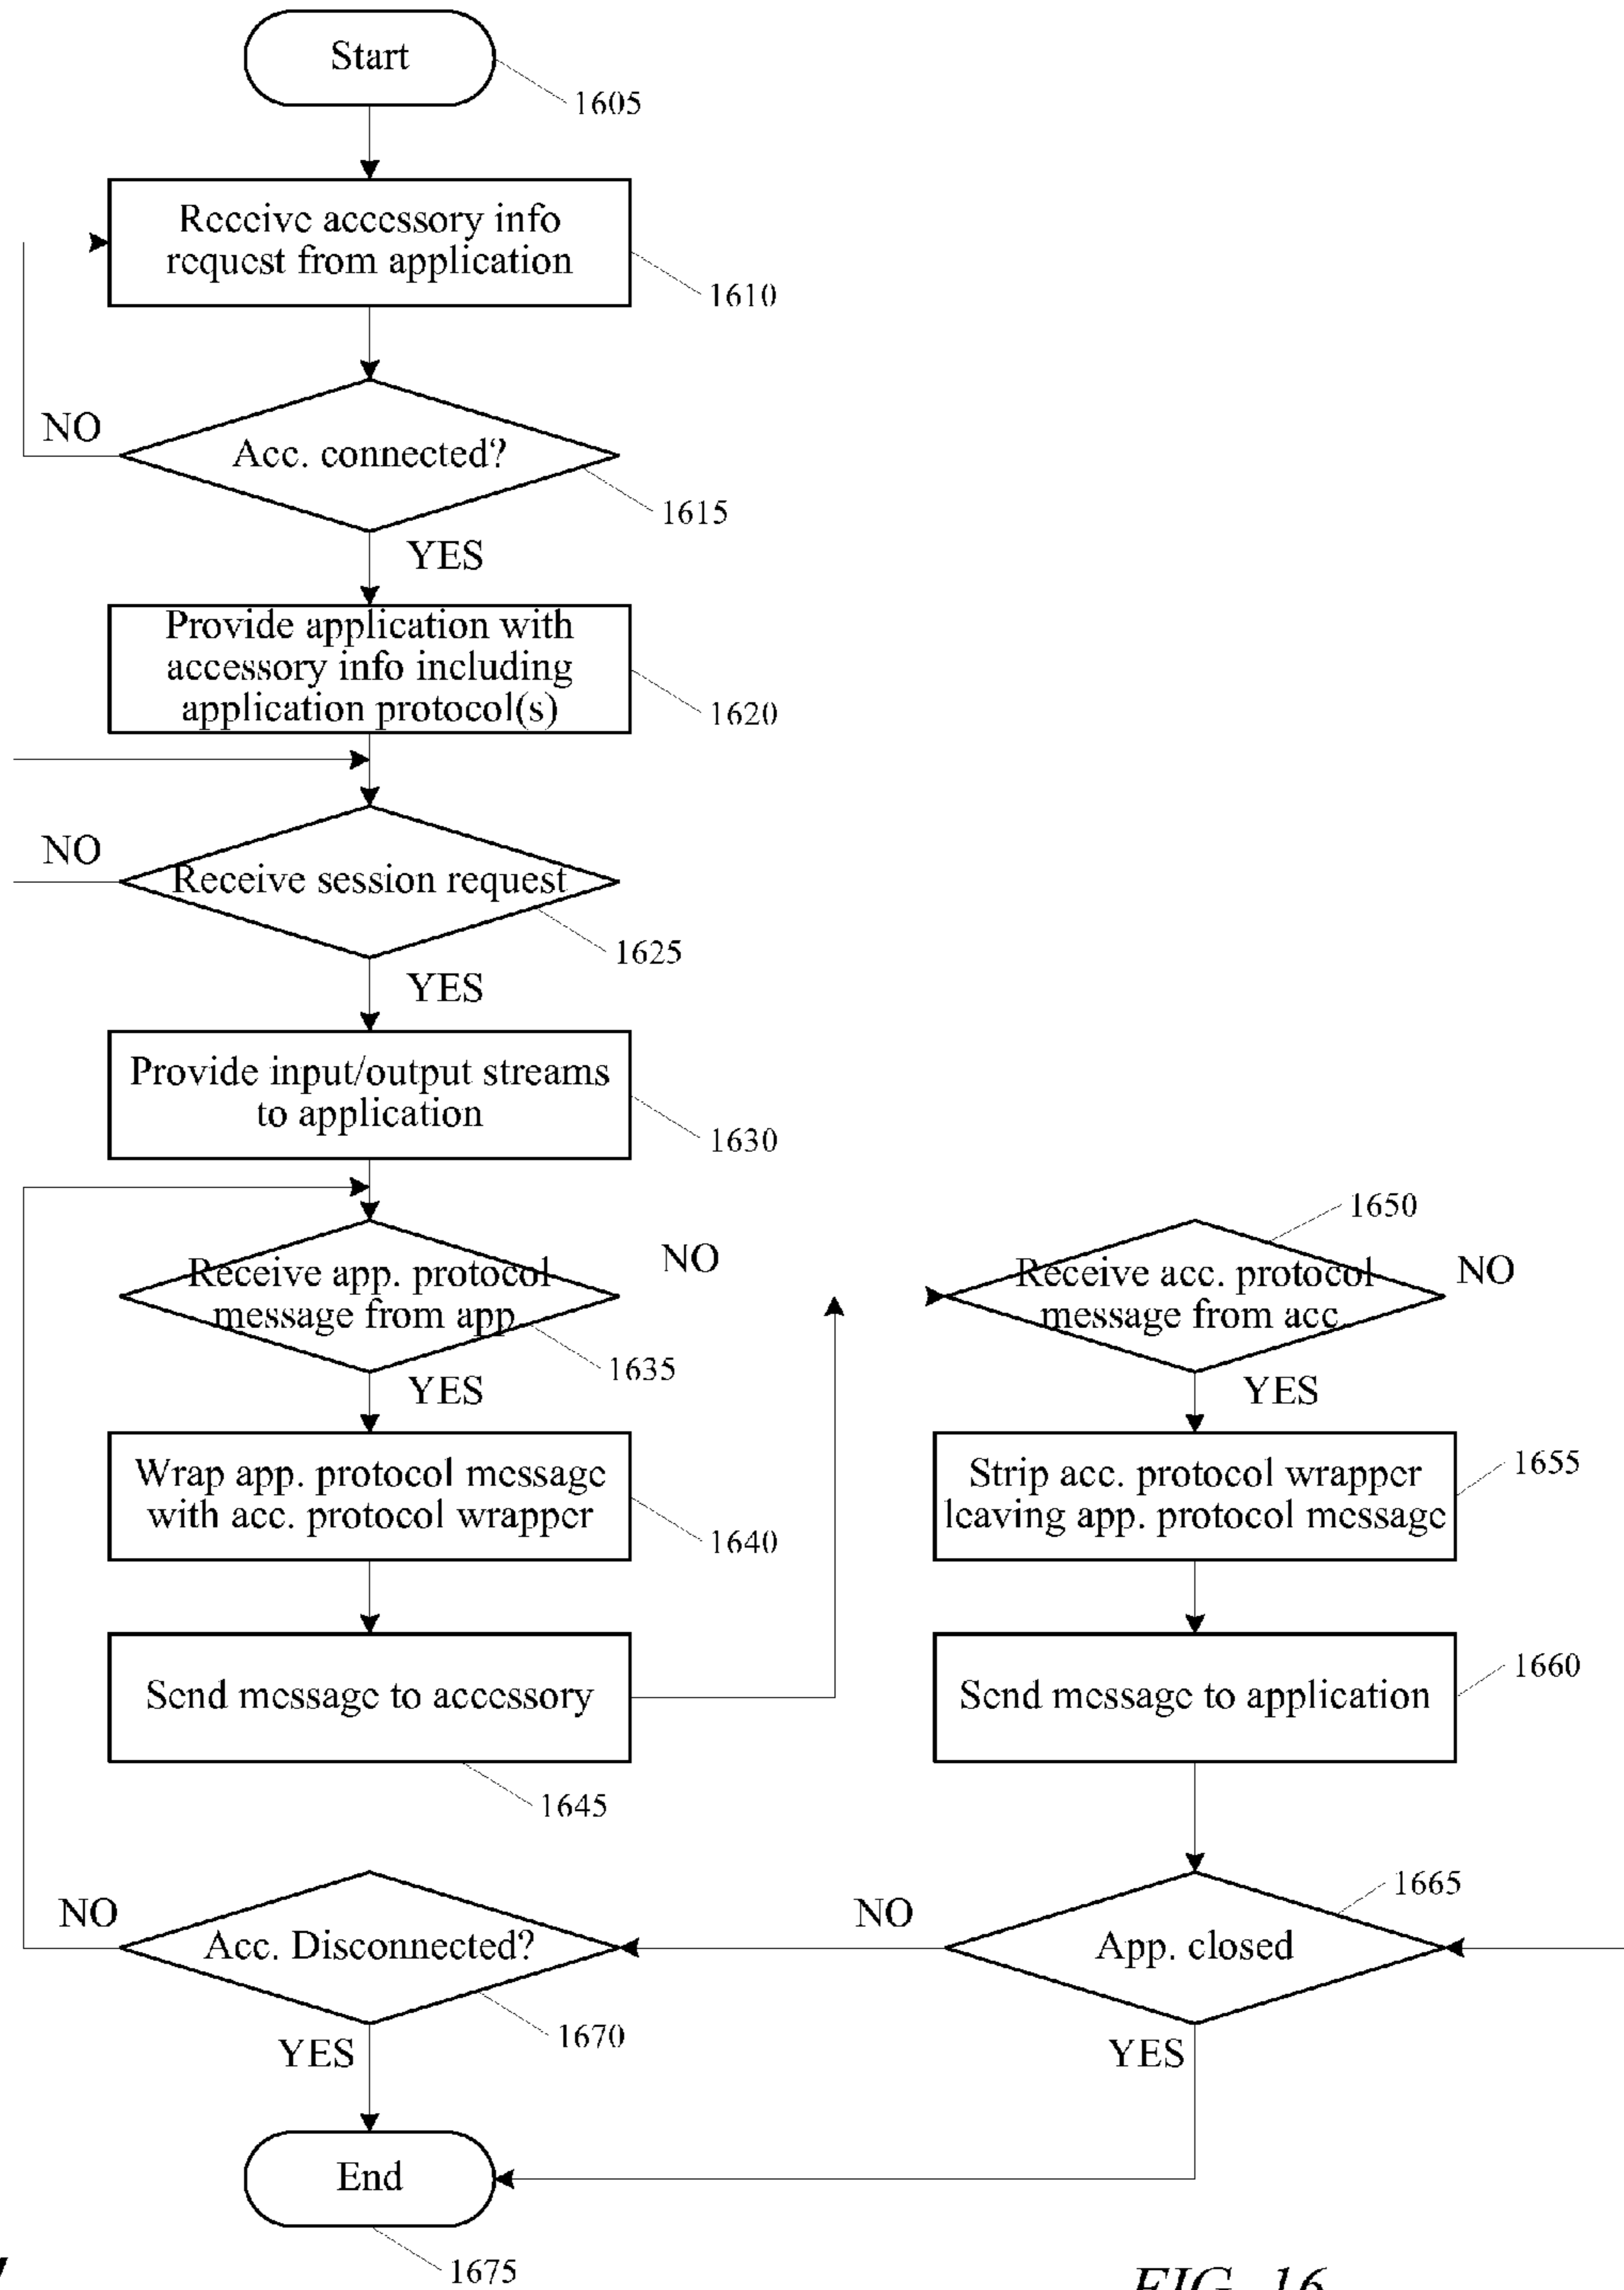 Start
1605
Receive accessory info
request from application
1610
Acc. connected?
NO
1615
YES
Provide application with
accessory info including
application protocol(s)
1620
Receive session request
NO
1625
YES
Provide input/output streams
to application
1630
Receive app. protocol
message from app
NO
1635
YES
Wrap app. protocol message
with acc. protocol wrapper
1640
Send message to accessory
1645
1650
Receive acc. protocol
message from acc.
NO
YES
Strip acc. protocol wrapper
leaving app. protocol message
1655
Send message to application
1660
App. closed
1665
NO
YES
Acc. Disconnected?
NO
1670
YES
End
1675
FIG. 16